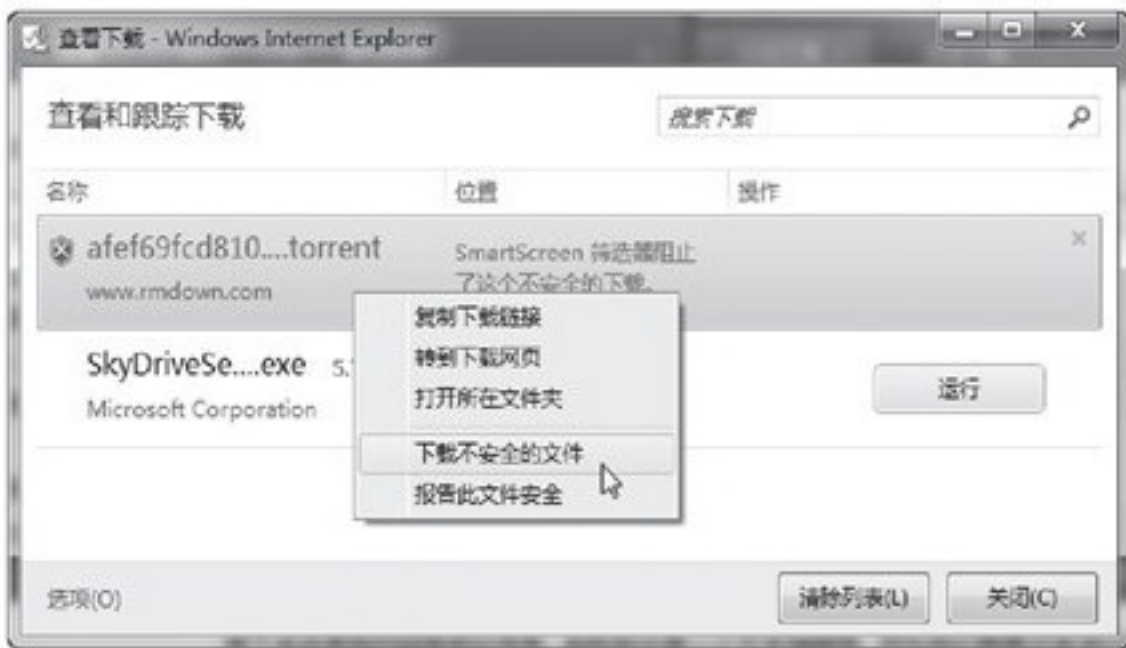 查看下载 - Windows Internet Explorer
查看和跟踪下载
搜索下载
名称 位置 操作
afef69fcd810....torrent
SmartScreen 筛选器阻止
了这个不安全的下载。
www.rmdown.com
复制下载链接
转到下载网页
打开所在文件夹
下载不安全的文件
报告此文件安全
SkyDriveSe....exe 5.
Microsoft Corporation
运行
选项(O)
清除列表(L)
关闭(C)